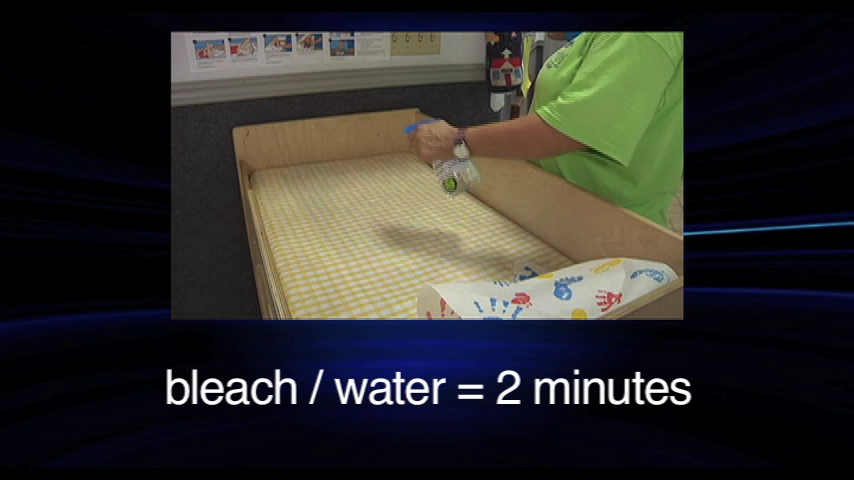 bleach / water = 2 minutes